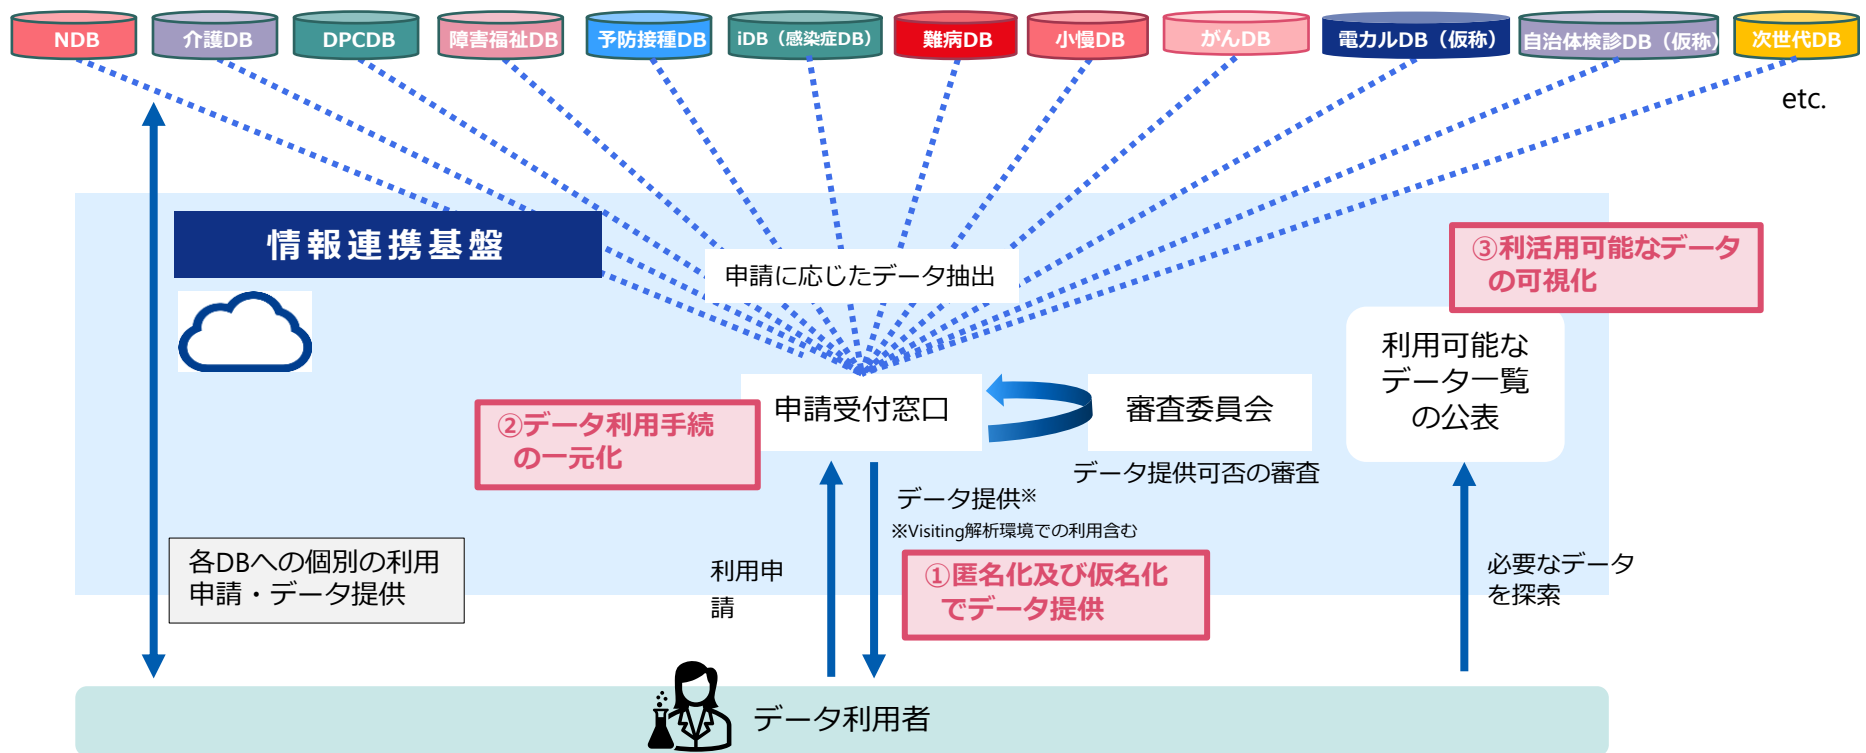 NDB
介護DB
DPCDB
障害福祉DB
予防接種DB
iDB（感染症DB）
難病DB
小慢DB
がんDB
電カルDB（仮称）
自治体検診DB（仮称）
次世代DB
etc.
情報連携基盤
申請に応じたデータ抽出
③利活用可能なデータ
の可視化
利用可能な
データ一覧
の公表
申請受付窓口
審査委員会
②データ利用手続
の一元化
データ提供可否の審査
データ提供※
※Visiting解析環境での利用含む
各DBへの個別の利用
申請・データ提供
利用申
請
①匿名化及び仮名化
でデータ提供
必要なデータ
を探索
データ利用者